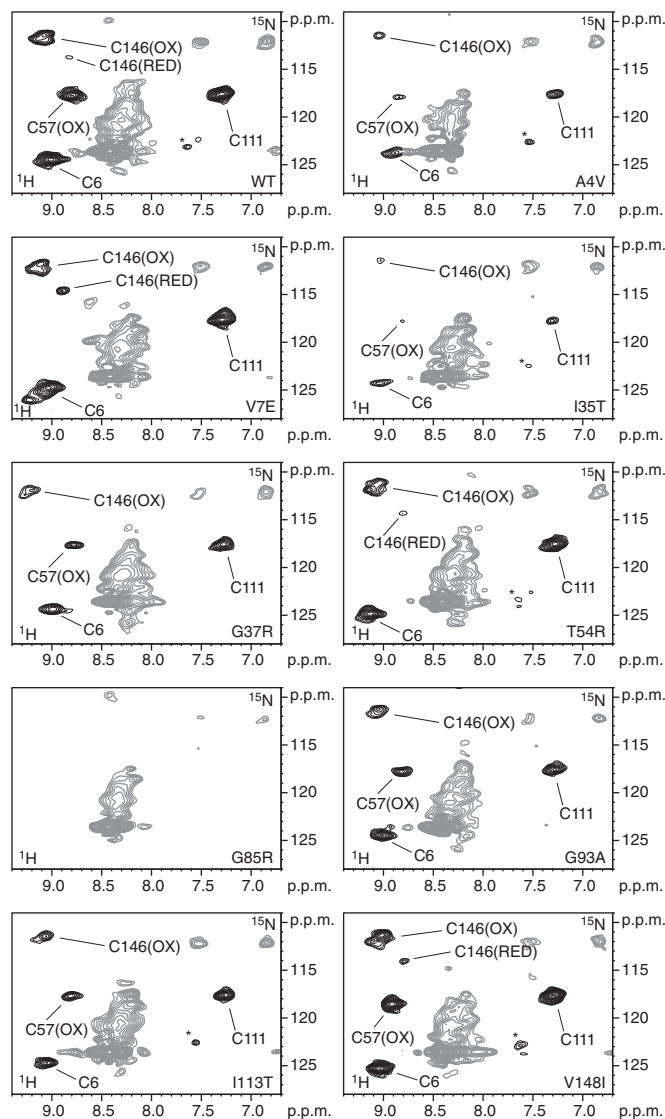 15N p.p.m. 15N p.p.m.
C146(OX) C146(OX)
C146(RED)
115 115
120 120
C57(OX) C111 C57(OX) * C111
*
125 125
1H C6 WT 1H C6 A4V
9.0 8.5 8.0 7.5 7.0 p.p.m. 9.0 8.5 8.0 7.5 7.0 p.p.m.
15N 15N
C146(OX) C146(OX)
C146(RED) 115 115
120 120
C111 C57(OX) * C111
125 125
1H C6 V7E 1H C6 I35T
9.0 8.5 8.0 7.5 7.0 p.p.m. 9.0 8.5 8.0 7.5 7.0 p.p.m.
15N 15N
C146(OX) C146(OX)
115 C146(RED) 115
120 120
C57(OX) C111 * C111
125 125
1H C6 G37R 1H C6 T54R
9.0 8.5 8.0 7.5 7.0 p.p.m. 9.0 8.5 8.0 7.5 7.0 p.p.m.
15N 15N
C146(OX)
115 115
120 120
C57(OX) C111
125 125
1H G85R 1H C6 G93A
9.0 8.5 8.0 7.5 7.0 p.p.m. 9.0 8.5 8.0 7.5 7.0 p.p.m.
15N 15N
C146(OX) C146(OX)
115 C146(RED) 115
120 120
C57(OX) * C111 C57(OX) * C111
125 125
1H C6 I113T 1H C6 V148I
9.0 8.5 8.0 7.5 7.0 p.p.m. 9.0 8.5 8.0 7.5 7.0 p.p.m.